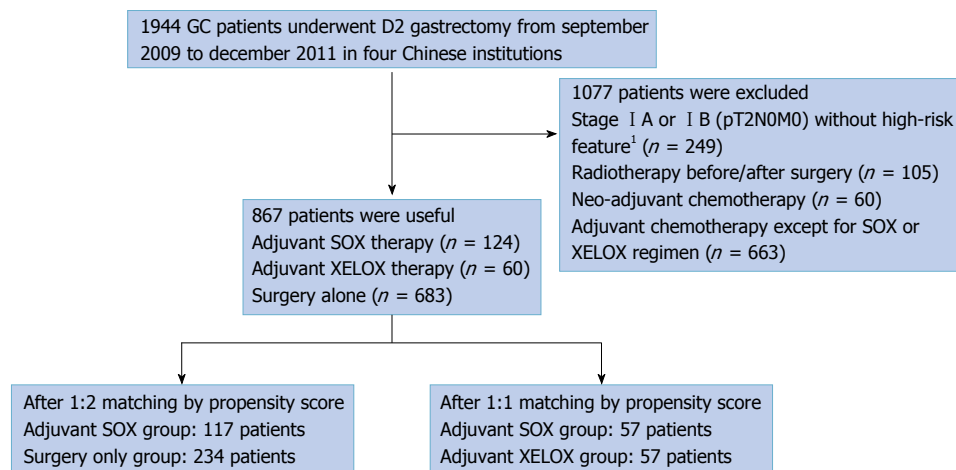 1944 GC patients underwent D2 gastrectomy from september
2009 to december 2011 in four Chinese institutions
1077 patients were excluded
Stage Ⅰ A or Ⅰ B (pT2N0M0) without high-risk
feature¹ (n = 249)
Radiotherapy before/after surgery (n = 105)
Neo-adjuvant chemotherapy (n = 60)
Adjuvant chemotherapy except for SOX or
XELOX regimen (n = 663)
867 patients were useful
Adjuvant SOX therapy (n = 124)
Adjuvant XELOX therapy (n = 60)
Surgery alone (n = 683)
After 1:2 matching by propensity score
Adjuvant SOX group: 117 patients
Surgery only group: 234 patients
After 1:1 matching by propensity score
Adjuvant SOX group: 57 patients
Adjuvant XELOX group: 57 patients